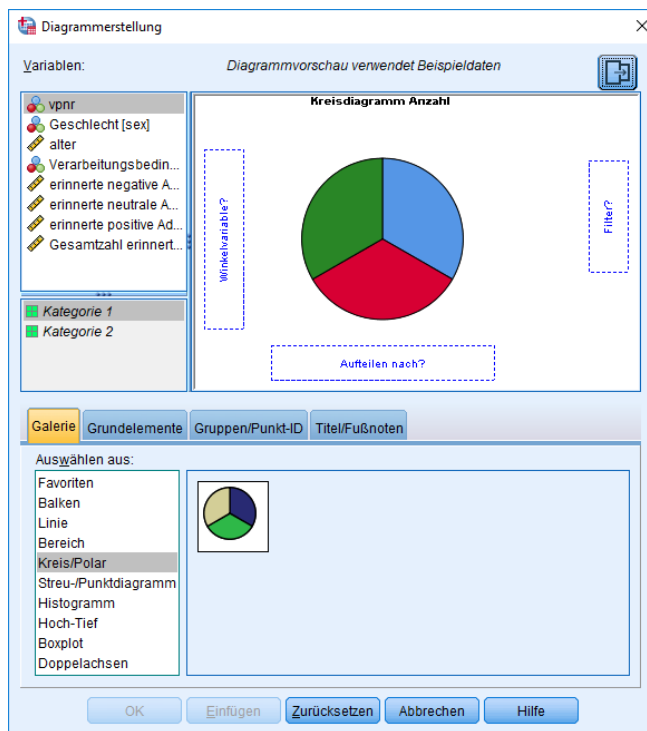 Diagrammerstellung
Variablen:
Diagrammvorschau verwendet Beispieldaten
vpnr
Geschlecht [sex]
alter
Verarbeitungsbedin...
erinnerte negative A...
erinnerte neutrale A...
erinnerte positive Ad...
Gesamtzahl erinnert...
Kategorie 1
Kategorie 2
Kreisdiagramm Anzahl
Winkelvariable?
Filter?
Aufteilen nach?
Galerie
Grundelemente
Gruppen/Punkt-ID
Titel/Fußnoten
Auswählen aus:
Favoriten
Balken
Linie
Bereich
Kreis/Polar
Streu-/Punktdiagramm
Histogramm
Hoch-Tief
Boxplot
Doppelachsen
OK
Einfügen
Zurücksetzen
Abbrechen
Hilfe